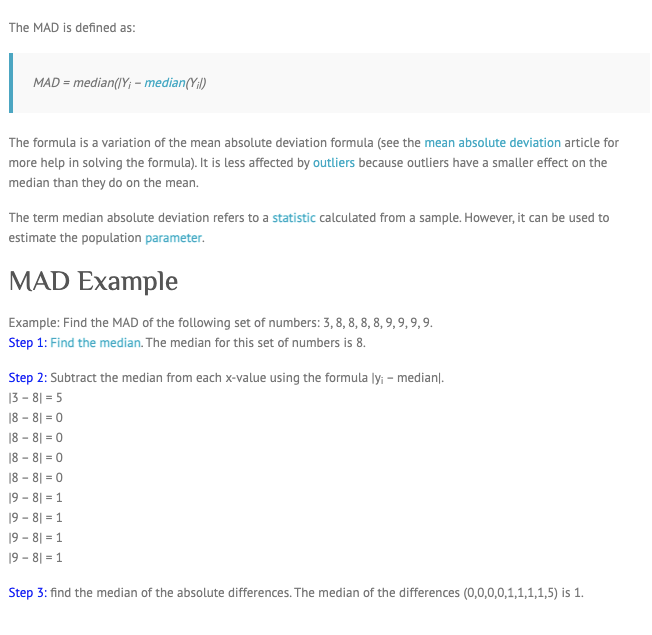 The MAD is defined as:
MAD = median(|Yᵢ – median(Yᵢ|)
The formula is a variation of the mean absolute deviation formula (see the mean absolute deviation article for
more help in solving the formula). It is less affected by outliers because outliers have a smaller effect on the
median than they do on the mean.
The term median absolute deviation refers to a statistic calculated from a sample. However, it can be used to
estimate the population parameter.
MAD Example
Example: Find the MAD of the following set of numbers: 3, 8, 8, 8, 8, 9, 9, 9, 9.
Step 1: Find the median. The median for this set of numbers is 8.
Step 2: Subtract the median from each x-value using the formula |yᵢ – median|.
|3 – 8| = 5
|8 – 8| = 0
|8 – 8| = 0
|8 – 8| = 0
|8 – 8| = 0
|9 – 8| = 1
|9 – 8| = 1
|9 – 8| = 1
|9 – 8| = 1
Step 3: find the median of the absolute differences. The median of the differences (0,0,0,0,1,1,1,1,5) is 1.